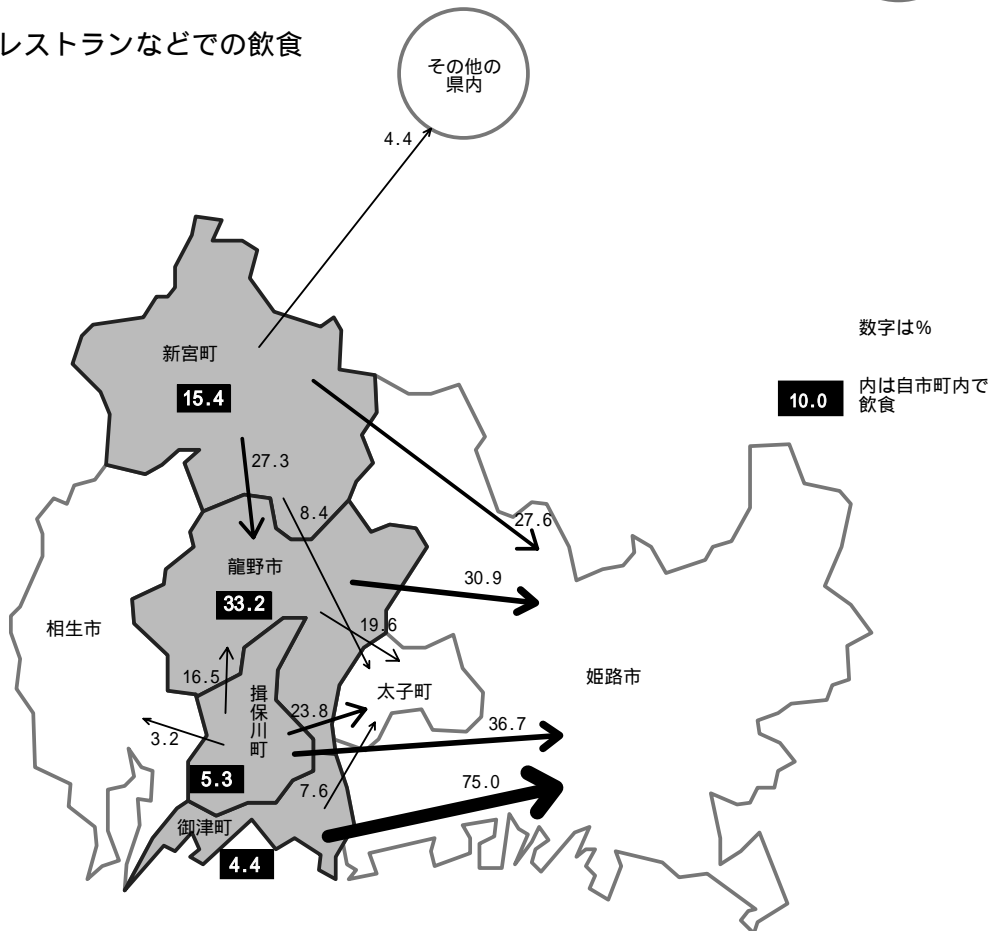 レストランなどでの飲食
その他の
県内
4.4
数字は%
新宮町
15.4
10.0
内は自市町内で
飲食
27.3
8.4
27.6
龍野市
33.2
30.9
相生市
19.6
姫路市
16.5
太子町
揖保川町
23.8
36.7
3.2
5.3
7.6
75.0
御津町
4.4